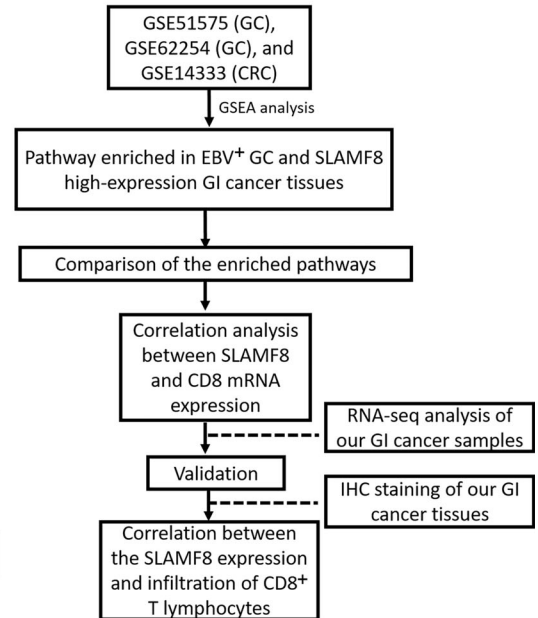 GSE51575 (GC),
GSE62254 (GC), and
GSE14333 (CRC)
GSEA analysis
Pathway enriched in EBV⁺ GC and SLAMF8
high-expression GI cancer tissues
Comparison of the enriched pathways
Correlation analysis
between SLAMF8
and CD8 mRNA
expression
RNA-seq analysis of
our GI cancer samples
Validation
IHC staining of our GI
cancer tissues
Correlation between
the SLAMF8 expression
and infiltration of CD8⁺
T lymphocytes